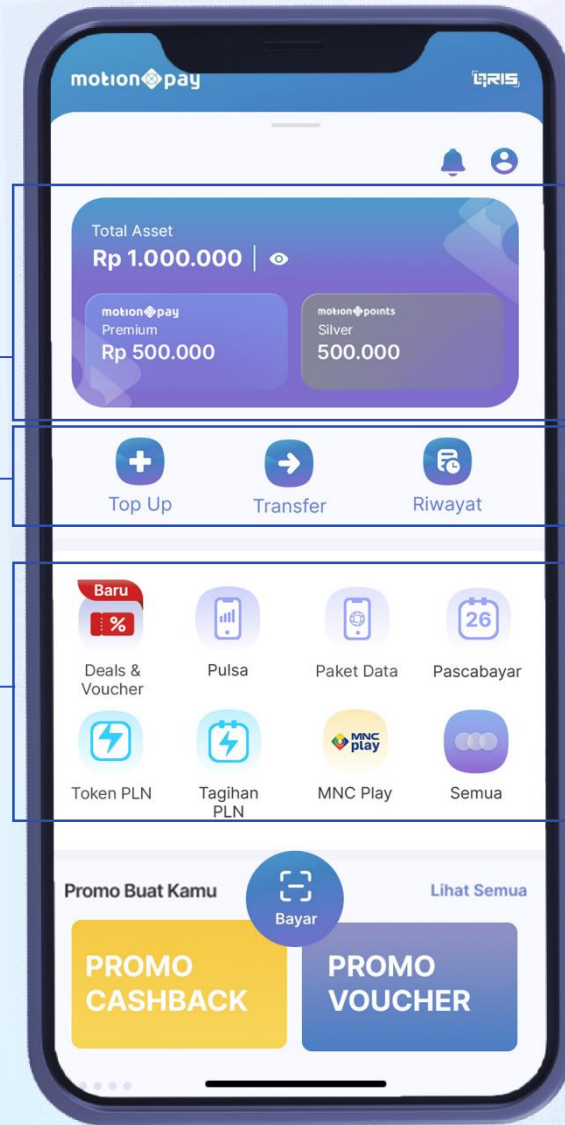 motion pay
QRIS
Total Asset
Rp 1.000.000
motion pay
Premium
Rp 500.000
motion points
Silver
500.000
Top Up
Transfer
Riwayat
Baru
%
Deals &
Voucher
Pulsa
Paket Data
26
Pascabayar
Token PLN
Tagihan
PLN
MNC
play
MNC Play
Semua
Promo Buat Kamu
Bayar
Lihat Semua
PROMO
CASHBACK
PROMO
VOUCHER